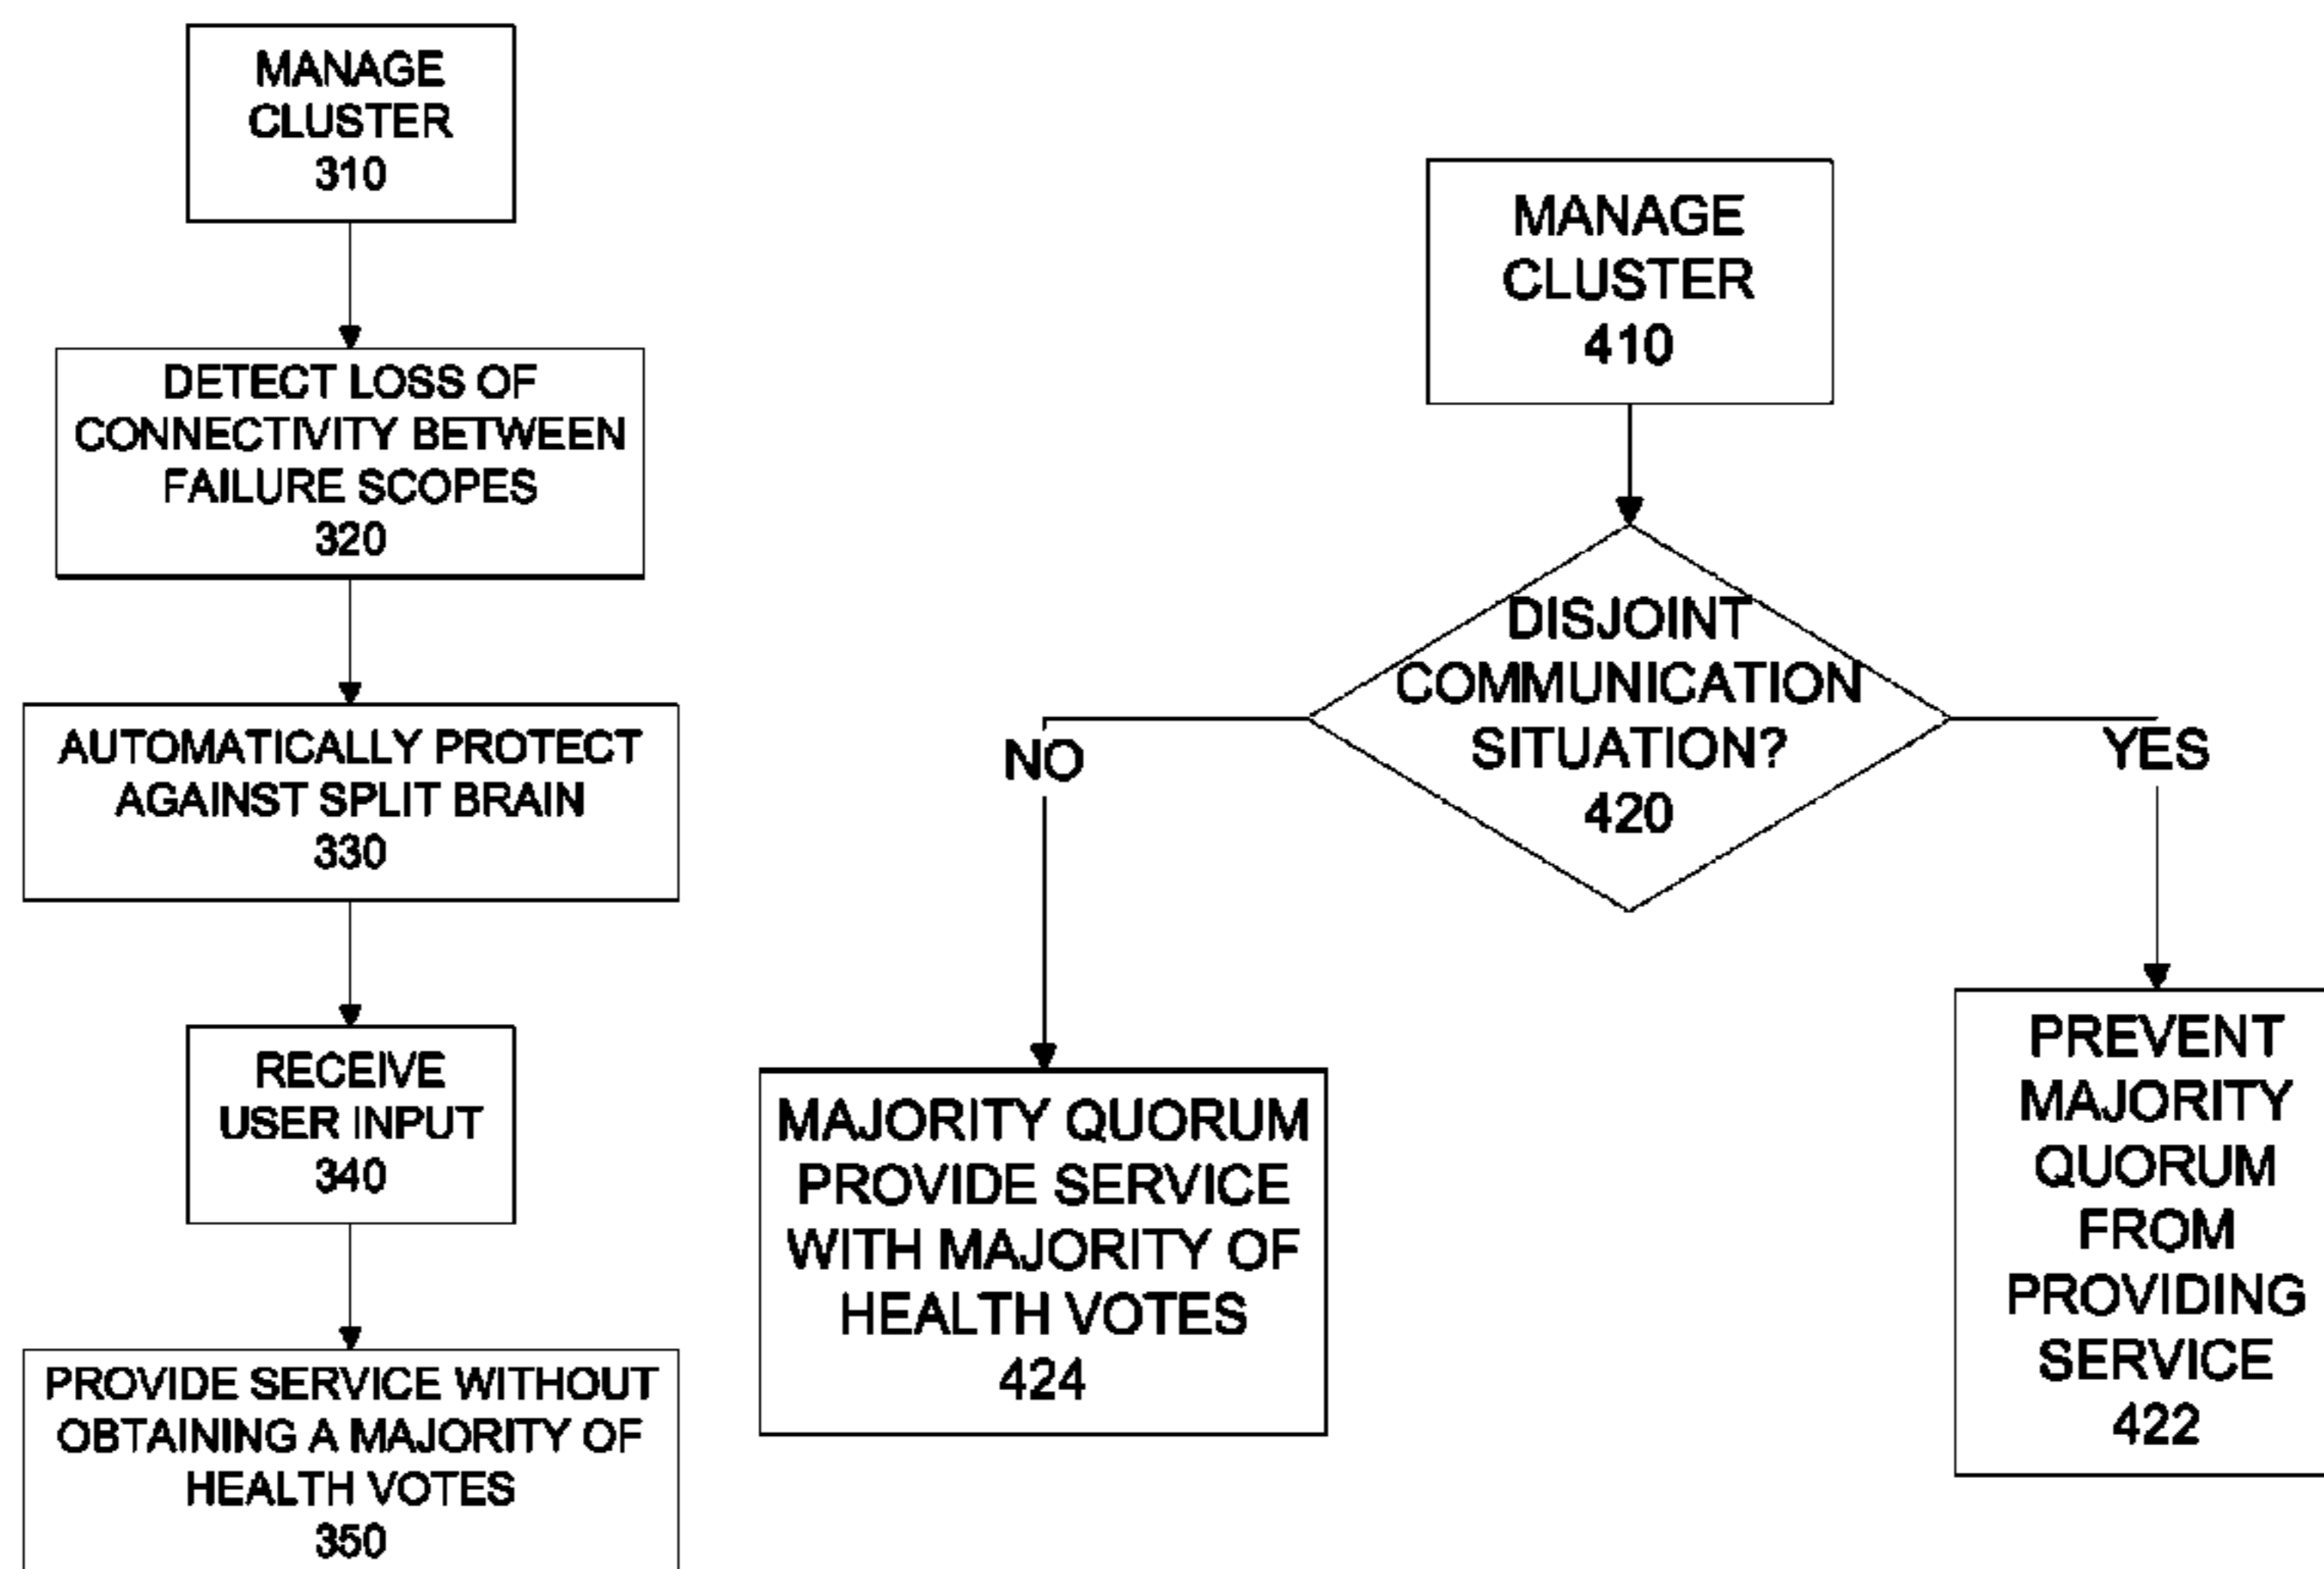 MANAGE
CLUSTER
310
DETECT LOSS OF
CONNECTIVITY BETWEEN
FAILURE SCOPES
320
AUTOMATICALLY PROTECT
AGAINST SPLIT BRAIN
330
RECEIVE
USER INPUT
340
PROVIDE SERVICE WITHOUT
OBTAINING A MAJORITY OF
HEALTH VOTES
350
MANAGE
CLUSTER
410
DISJOINT
COMMUNICATION
SITUATION?
420
NO
YES
MAJORITY QUORUM
PROVIDE SERVICE
WITH MAJORITY OF
HEALTH VOTES
424
PREVENT
MAJORITY
QUORUM
FROM
PROVIDING
SERVICE
422